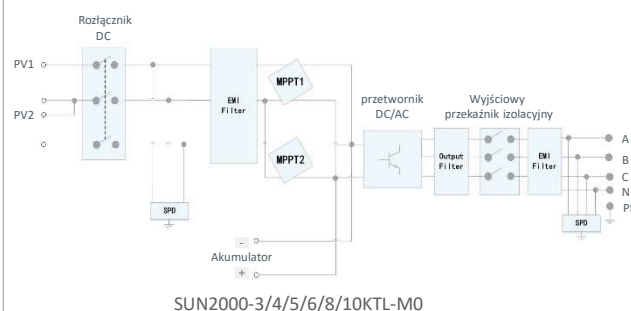 Rozłącznik
DC
PV1
PV2
EMI
Filter
MPPT1
MPPT2
SPD
-
Akumulator
+
przetwornik
DC/AC
Output
Filter
Wyjściowy
przekaźnik izolacyjny
EMI
Filter
A
B
C
N
SPD
SUN2000-3/4/5/6/8/10KTL-M0